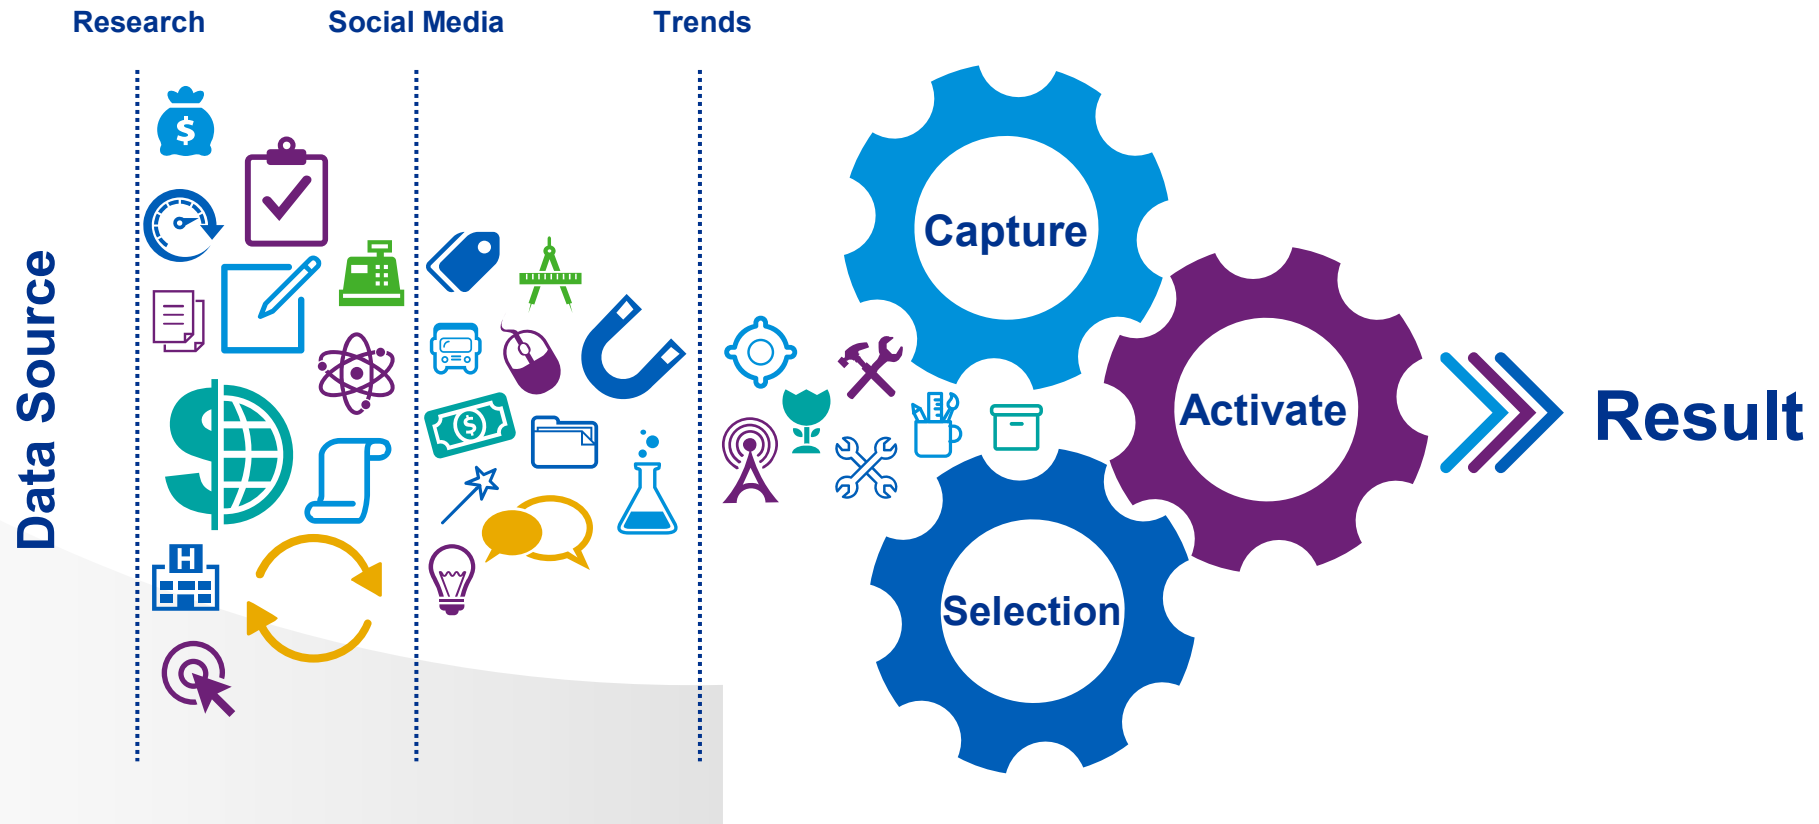 Research
Social Media
Trends
Data Source
$
$
H
$
Capture
Activate
Selection
Result